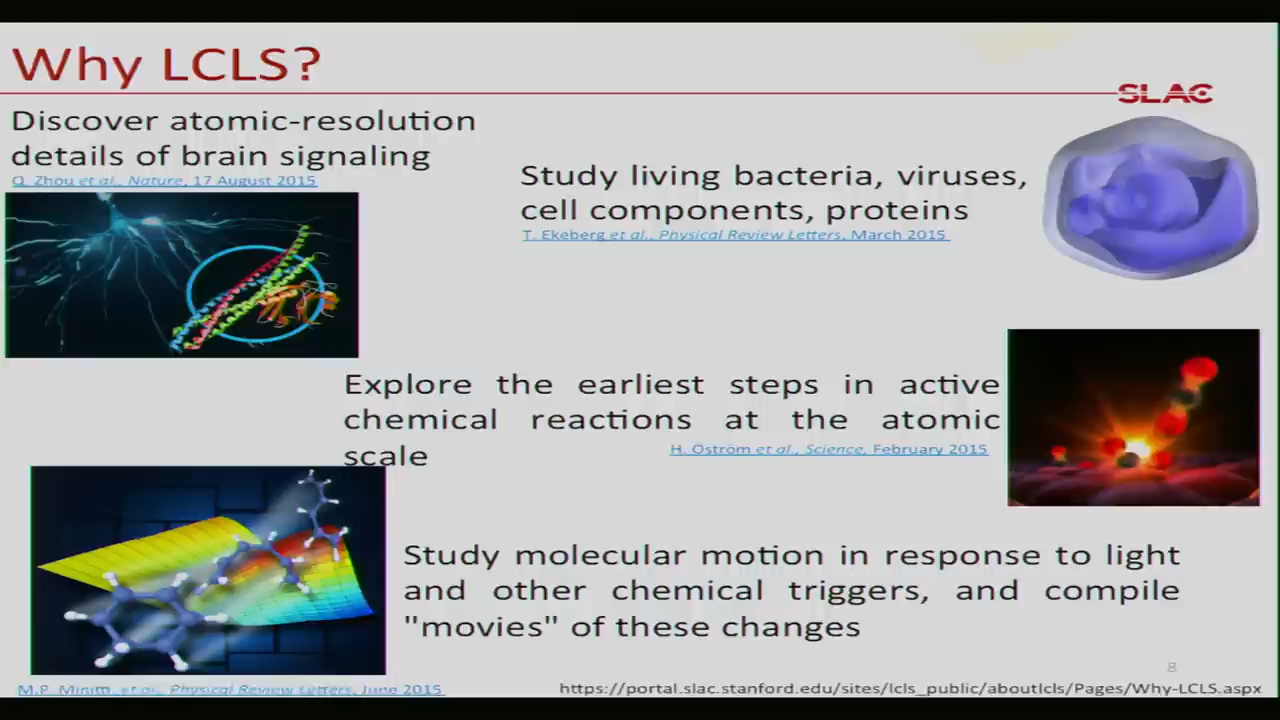 Why LCLS?
SLAC
Discover atomic-resolution
details of brain signaling
Q. Zhou et al., Nature, 17 August 2015
Study living bacteria, viruses,
cell components, proteins
T. Ekeberg et al., Physical Review Letters, March 2015
Explore the earliest steps in active
chemical reactions at the atomic
scale
H. Öström et al., Science, February 2015
Study molecular motion in response to light
and other chemical triggers, and compile
"movies" of these changes
8
M.P. Minitti et al., Physical Review Letters, June 2015
https://portal.slac.stanford.edu/sites/lcls_public/aboutlcls/Pages/Why-LCLS.aspx